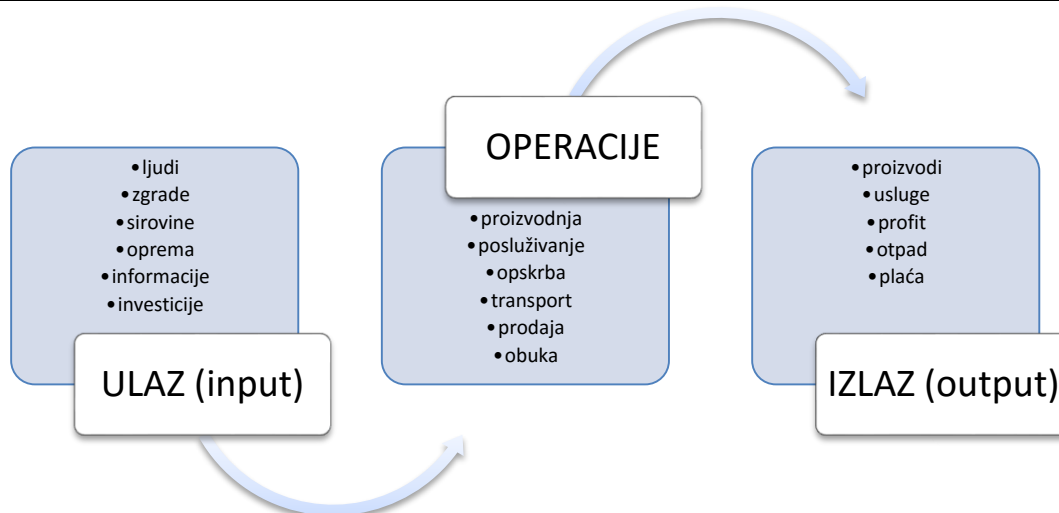 •ljudi
•zgrade
•sirovine
•oprema
•informacije
•investicije
ULAZ (input)
OPERACIJE
•proizvodnja
•posluživanje
•opskrba
•transport
•prodaja
•obuka
•proizvodi
•usluge
•profit
•otpad
•plaća
IZLAZ (output)